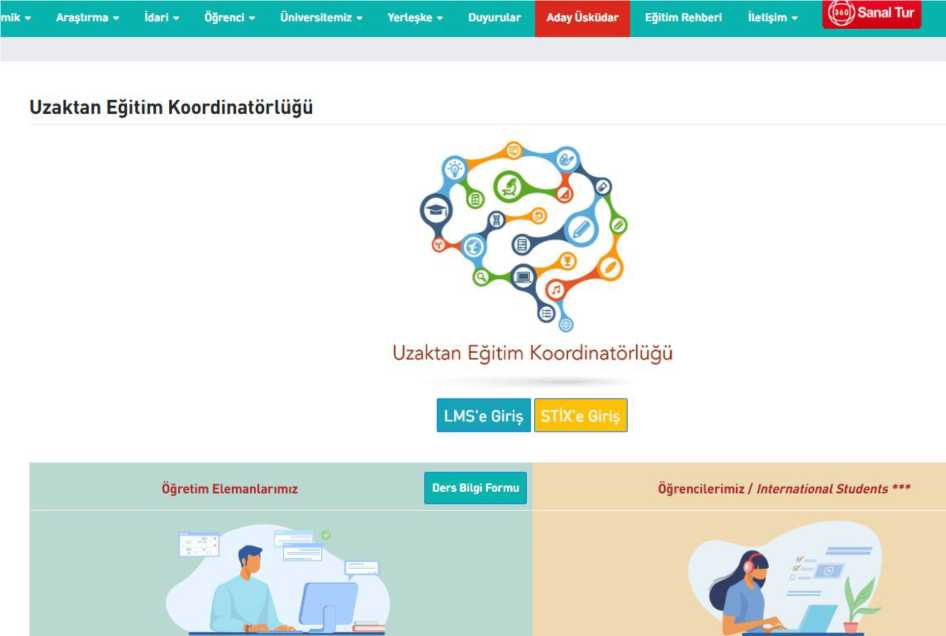 mik
Araştırma
İdari
Öğrenci
Üniversitemiz
Yerleşke
Duyurular
Aday Üsküdar
Eğitim Rehberi
İletişim
360 Sanal Tur
Uzaktan Eğitim Koordinatörlüğü
Uzaktan Eğitim Koordinatörlüğü
LMS'e Giriş
STİX'e Giriş
Öğretim Elemanlarımız
Ders Bilgi Formu
Öğrencilerimiz / International Students ***